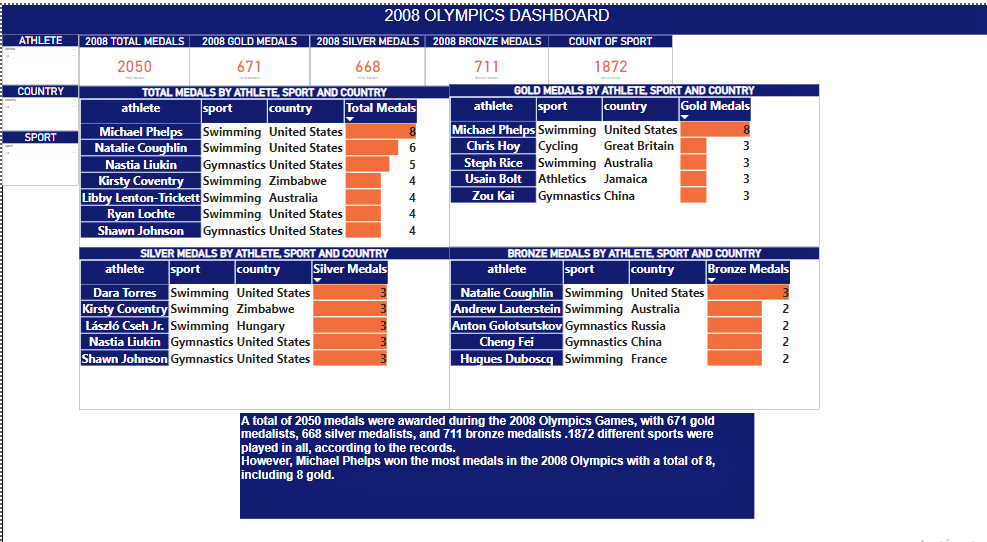 2008 OLYMPICS DASHBOARD
ATHLETE
2008 TOTAL MEDALS 2008 GOLD MEDALS 2008 SILVER MEDALS 2008 BRONZE MEDALS COUNT OF SPORT
2050 671 668 711 1872
COUNTRY
SPORT
TOTAL MEDALS BY ATHLETE, SPORT AND COUNTRY
athlete sport country Total Medals
Michael Phelps Swimming United States 8
Natalie Coughlin Swimming United States 6
Nastia Liukin Gymnastics United States 5
Kirsty Coventry Swimming Zimbabwe 4
Libby Lenton-Trickett Swimming Australia 4
Ryan Lochte Swimming United States 4
Shawn Johnson Gymnastics United States 4
GOLD MEDALS BY ATHLETE, SPORT AND COUNTRY
athlete sport country Gold Medals
Michael Phelps Swimming United States 8
Chris Hoy Cycling Great Britain 3
Steph Rice Swimming Australia 3
Usain Bolt Athletics Jamaica 3
Zou Kai Gymnastics China 3
SILVER MEDALS BY ATHLETE, SPORT AND COUNTRY
athlete sport country Silver Medals
Dara Torres Swimming United States 3
Kirsty Coventry Swimming Zimbabwe 3
László Cseh Jr. Swimming Hungary 3
Nastia Liukin Gymnastics United States 3
Shawn Johnson Gymnastics United States 3
BRONZE MEDALS BY ATHLETE, SPORT AND COUNTRY
athlete sport country Bronze Medals
Natalie Coughlin Swimming United States 3
Andrew Lauterstein Swimming Australia 2
Anton Golotsutskov Gymnastics Russia 2
Cheng Fei Gymnastics China 2
Hugues Duboscq Swimming France 2
A total of 2050 medals were awarded during the 2008 Olympics Games, with 671 gold
medalists, 668 silver medalists, and 711 bronze medalists .1872 different sports were
played in all, according to the records.
However, Michael Phelps won the most medals in the 2008 Olympics with a total of 8,
including 8 gold.